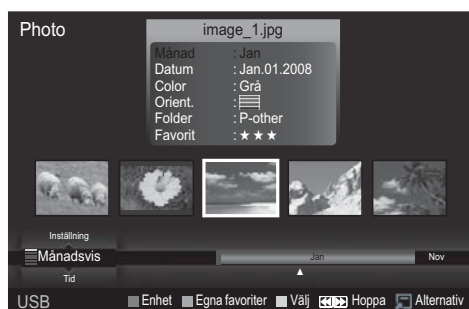 Photo
image_1.jpg
Månad : Jan
Datum : Jan.01.2008
Color : Grå
Orient. :
Folder : P-other
Favorit : ★★★
Inställning
Månadsvis
Jan Nov
Tid
USB Enhet Egna favoriter Välj Hoppa Alternativ